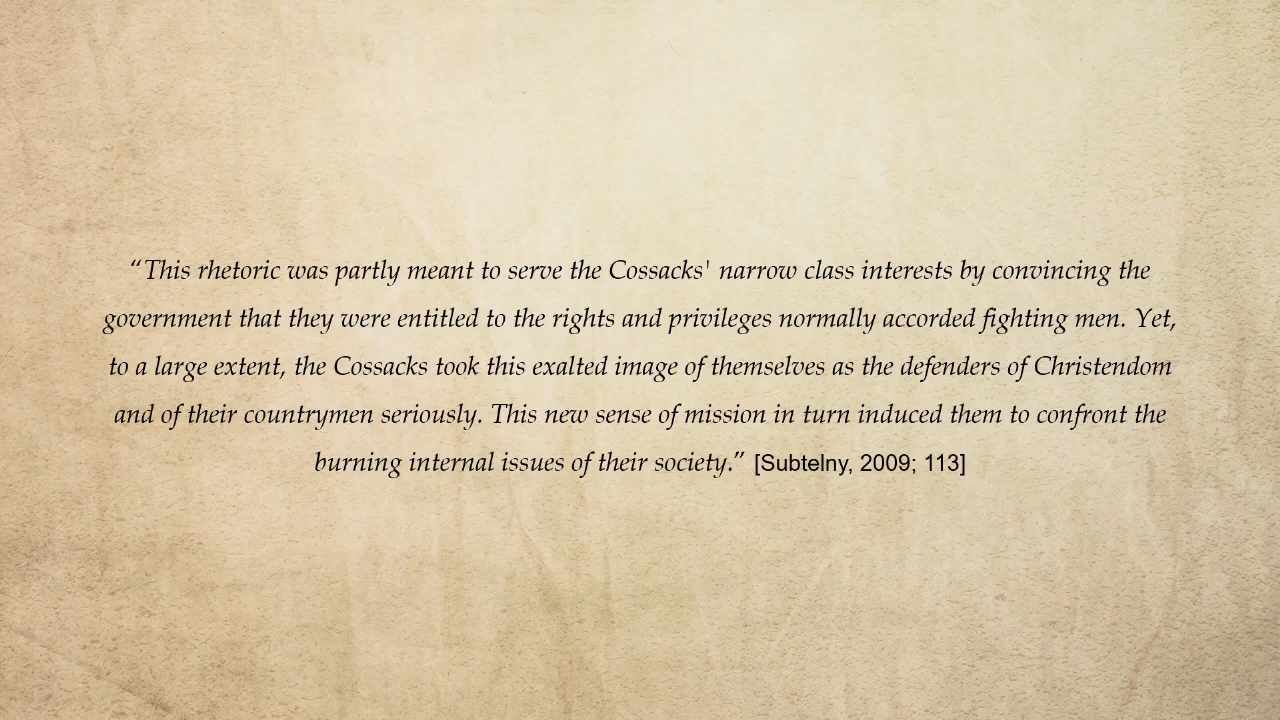 “This rhetoric was partly meant to serve the Cossacks' narrow class interests by convincing the
government that they were entitled to the rights and privileges normally accorded fighting men. Yet,
to a large extent, the Cossacks took this exalted image of themselves as the defenders of Christendom
and of their countrymen seriously. This new sense of mission in turn induced them to confront the
burning internal issues of their society.” [Subtelny, 2009; 113]